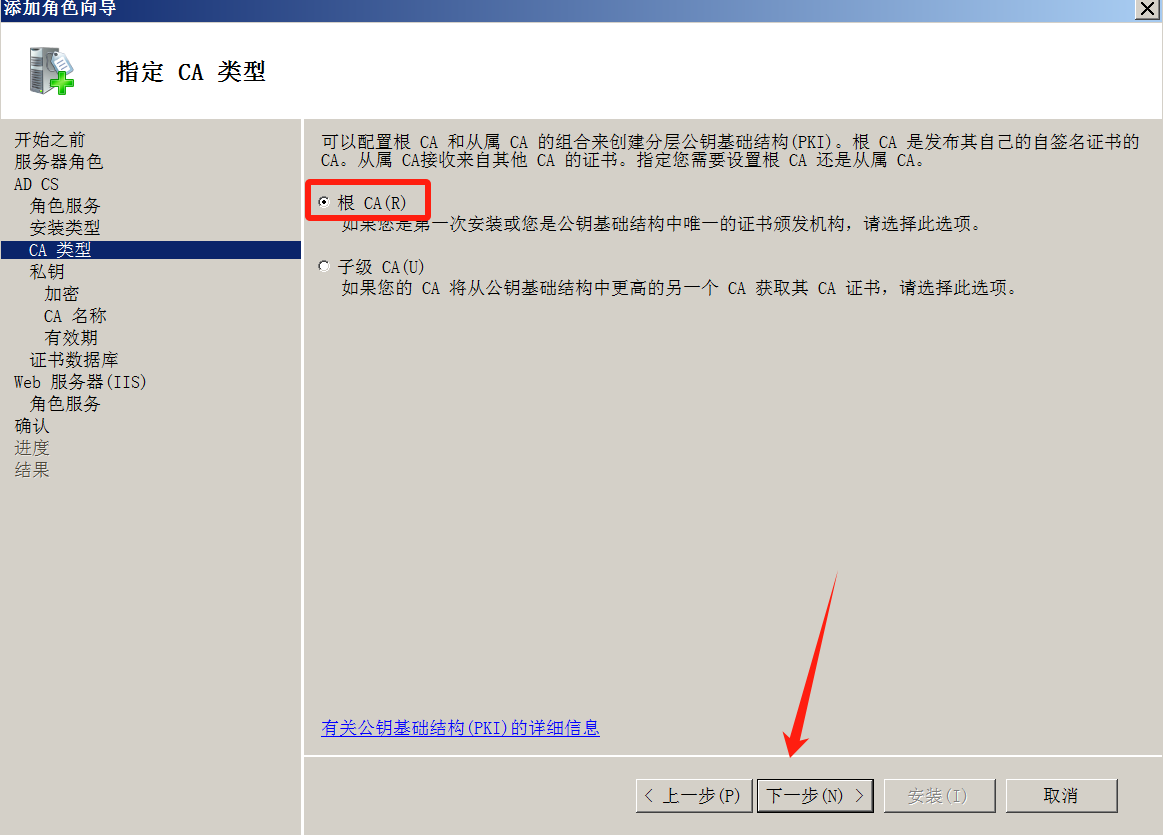 添加角色向导
指定 CA 类型
开始之前
服务器角色
AD CS
角色服务
安装类型
CA 类型
私钥
加密
CA 名称
有效期
证书数据库
Web 服务器(IIS)
角色服务
确认
进度
结果
可以配置根 CA 和从属 CA 的组合来创建分层公钥基础结构(PKI)。根 CA 是发布其自己的自签名证书的
CA。从属 CA接收来自其他 CA 的证书。指定您需要设置根 CA 还是从属 CA。
根 CA(R)
如果您是第一次安装或您是公钥基础结构中唯一的证书颁发机构，请选择此选项。
子级 CA(U)
如果您的 CA 将从公钥基础结构中更高的另一个 CA 获取其 CA 证书，请选择此选项。
有关公钥基础结构(PKI)的详细信息
< 上一步(P) 下一步(N) > 安装(I) 取消